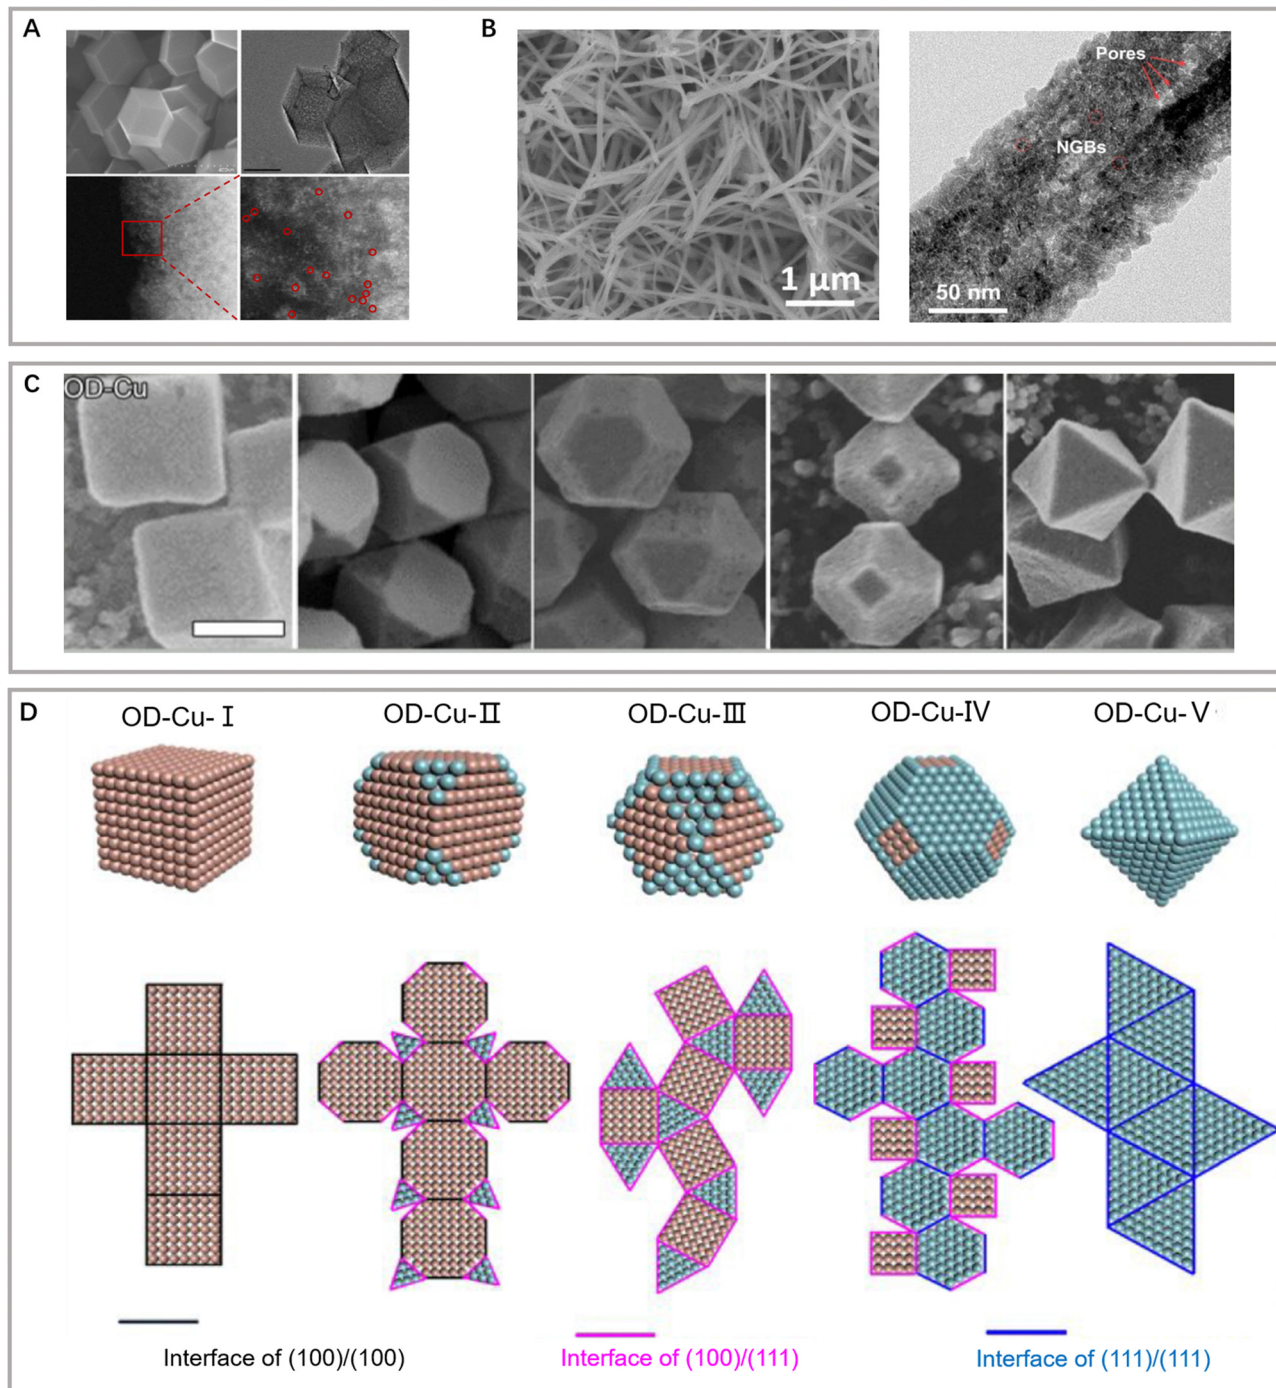 A
B
Pores
NGBs
1 μm
50 nm
C
OD-Cu
D
OD-Cu-Ⅰ
OD-Cu-Ⅱ
OD-Cu-Ⅲ
OD-Cu-Ⅳ
OD-Cu-Ⅴ
Interface of (100)/(100)
Interface of (100)/(111)
Interface of (111)/(111)